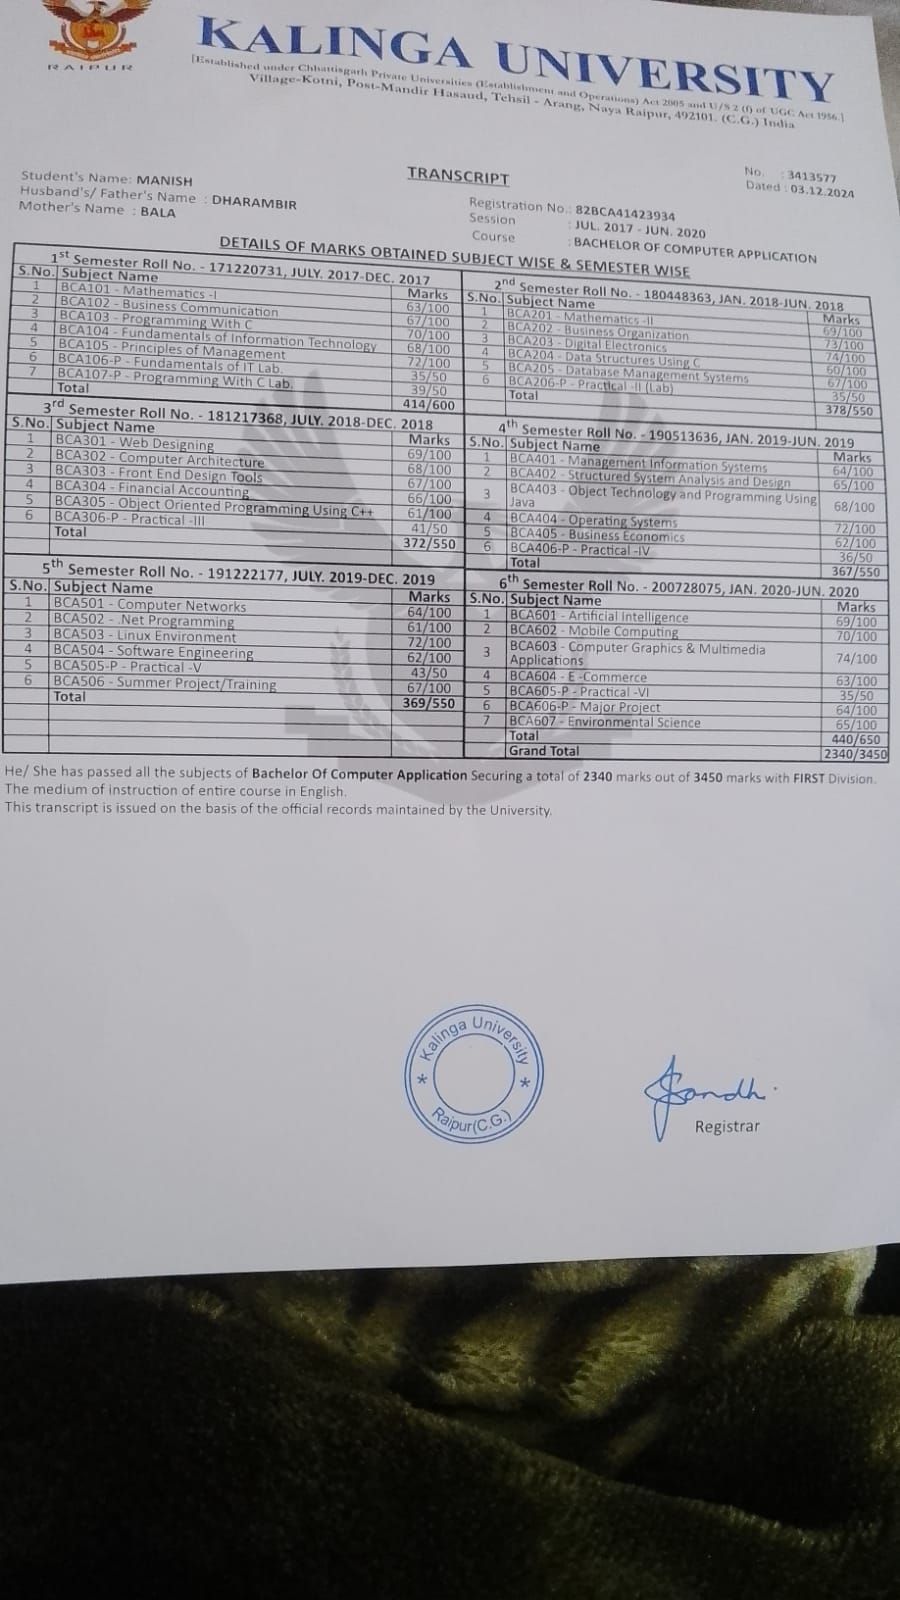 RAIPUR
KALINGA UNIVERSITY
[Established under Chhattisgarh Private Universities (Establishment and Operations) Act 2005 and U/S 2 (f) of UGC Act 1956.]
Village-Kotni, Post-Mandir Hasaud, Tehsil - Arang, Naya Raipur, 492101. (C.G.) India
TRANSCRIPT
No. : 3413577
Dated : 03.12.2024
Student's Name: MANISH
Husband's/ Father's Name : DHARAMBIR
Mother's Name : BALA
Registration No.: 82BCA41423934
Session : JUL. 2017 - JUN. 2020
Course : BACHELOR OF COMPUTER APPLICATION
DETAILS OF MARKS OBTAINED SUBJECT WISE & SEMESTER WISE
1st Semester Roll No. - 171220731, JULY. 2017-DEC. 2017
S.No. Subject Name Marks
1 BCA101 - Mathematics -I 63/100
2 BCA102 - Business Communication 67/100
3 BCA103 - Programming With C 70/100
4 BCA104 - Fundamentals of Information Technology 68/100
5 BCA105 - Principles of Management 72/100
6 BCA106-P - Fundamentals of IT Lab. 35/50
7 BCA107-P - Programming With C Lab. 39/50
Total 414/600
2nd Semester Roll No. - 180448363, JAN. 2018-JUN. 2018
S.No. Subject Name Marks
1 BCA201 - Mathematics -II 69/100
2 BCA202 - Business Organization 73/100
3 BCA203 - Digital Electronics 74/100
4 BCA204 - Data Structures Using C 60/100
5 BCA205 - Database Management Systems 67/100
6 BCA206-P - Practical -II (Lab) 35/50
Total 378/550
3rd Semester Roll No. - 181217368, JULY. 2018-DEC. 2018
S.No. Subject Name Marks
1 BCA301 - Web Designing 69/100
2 BCA302 - Computer Architecture 68/100
3 BCA303 - Front End Design Tools 67/100
4 BCA304 - Financial Accounting 66/100
5 BCA305 - Object Oriented Programming Using C++ 61/100
6 BCA306-P - Practical -III 41/50
Total 372/550
4th Semester Roll No. - 190513636, JAN. 2019-JUN. 2019
S.No. Subject Name Marks
1 BCA401 - Management Information Systems 64/100
2 BCA402 - Structured System Analysis and Design 65/100
3 BCA403 - Object Technology and Programming Using
Java 68/100
4 BCA404 - Operating Systems 72/100
5 BCA405 - Business Economics 62/100
6 BCA406-P - Practical -IV 36/50
Total 367/550
5th Semester Roll No. - 191222177, JULY. 2019-DEC. 2019
S.No. Subject Name Marks
1 BCA501 - Computer Networks 64/100
2 BCA502 - .Net Programming 61/100
3 BCA503 - Linux Environment 72/100
4 BCA504 - Software Engineering 62/100
5 BCA505-P - Practical -V 43/50
6 BCA506 - Summer Project/Training 67/100
Total 369/550
6th Semester Roll No. - 200728075, JAN. 2020-JUN. 2020
S.No. Subject Name Marks
1 BCA601 - Artificial Intelligence 69/100
2 BCA602 - Mobile Computing 70/100
3 BCA603 - Computer Graphics & Multimedia
Applications 74/100
4 BCA604 - E -Commerce 63/100
5 BCA605-P - Practical -VI 35/50
6 BCA606-P - Major Project 64/100
7 BCA607 - Environmental Science 65/100
Total 440/650
Grand Total 2340/3450
He/ She has passed all the subjects of Bachelor Of Computer Application Securing a total of 2340 marks out of 3450 marks with FIRST Division.
The medium of instruction of entire course in English.
This transcript is issued on the basis of the official records maintained by the University.
Kalinga University
Raipur(C.G.)
Registrar